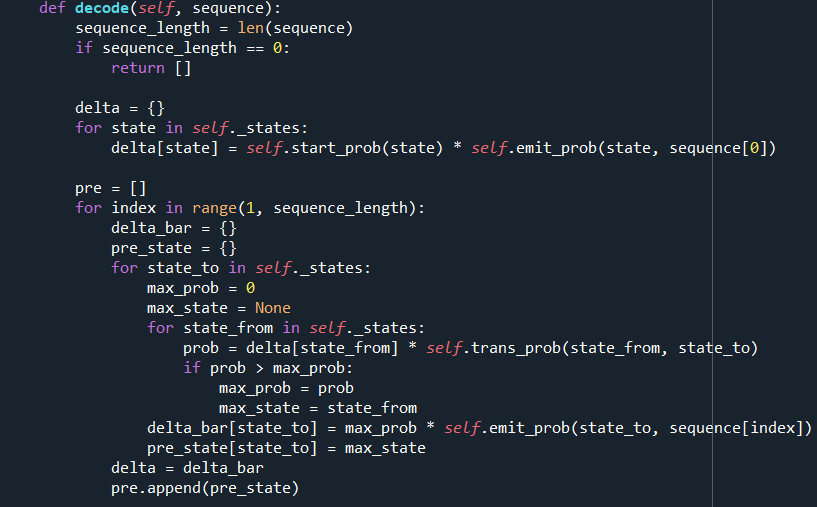 def decode(self, sequence):
    sequence_length = len(sequence)
    if sequence_length == 0:
        return []

    delta = {}
    for state in self._states:
        delta[state] = self.start_prob(state) * self.emit_prob(state, sequence[0])

    pre = []
    for index in range(1, sequence_length):
        delta_bar = {}
        pre_state = {}
        for state_to in self._states:
            max_prob = 0
            max_state = None
            for state_from in self._states:
                prob = delta[state_from] * self.trans_prob(state_from, state_to)
                if prob > max_prob:
                    max_prob = prob
                    max_state = state_from
            delta_bar[state_to] = max_prob * self.emit_prob(state_to, sequence[index])
            pre_state[state_to] = max_state
        delta = delta_bar
        pre.append(pre_state)